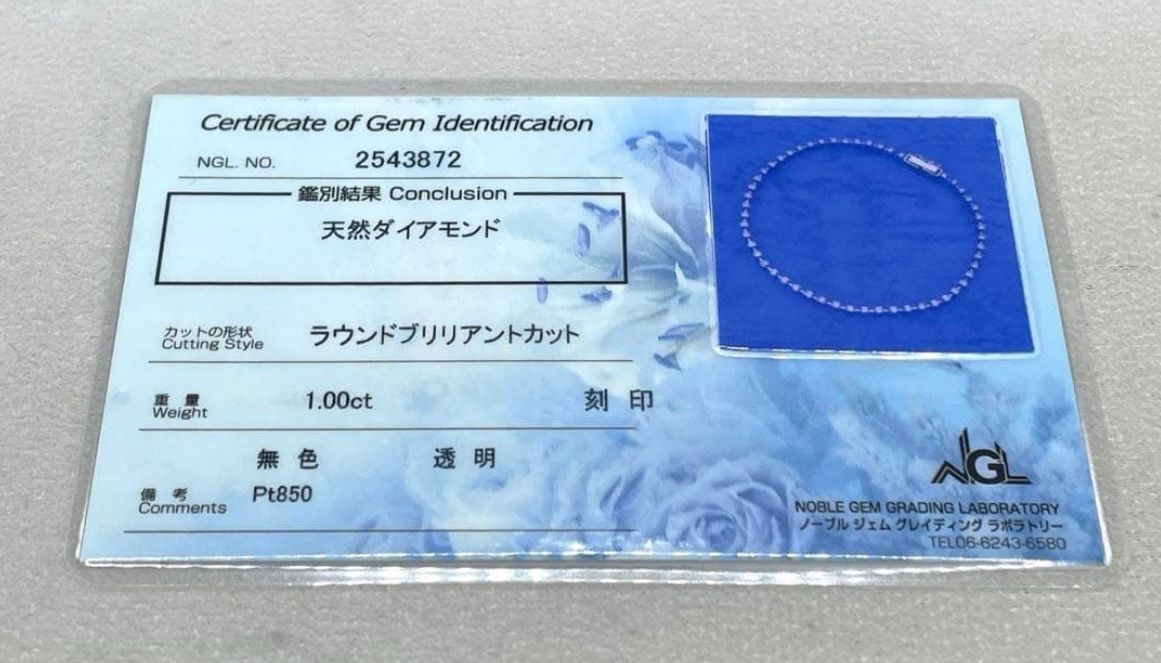 Certificate of Gem Identification
NGL. NO. 2543872
鑑別結果 Conclusion
天然ダイアモンド
カットの形状 ラウンドブリリアントカット
Cutting Style
重量 1.00ct 刻印
Weight
無色 透明
備考 Pt850
Comments
NGL
NOBLE GEM GRADING LABORATORY
ノーブル ジェム グレイディング ラボラトリー
TEL06-6243-6580